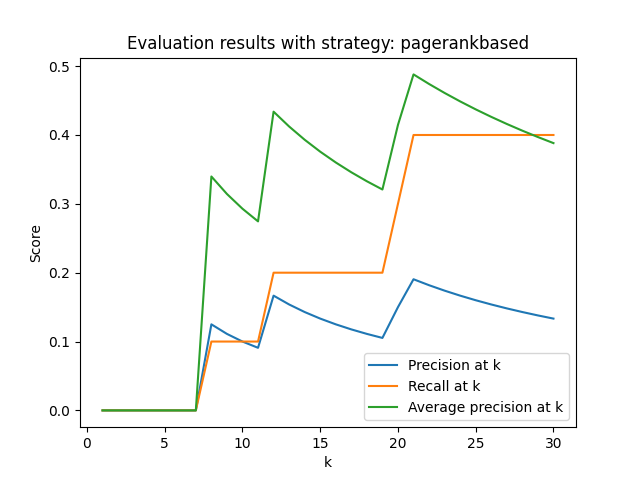 Evaluation results with strategy: pagerankbased
Score
0.5
0.4
0.3
0.2
0.1
0.0
0
5
10
15
20
25
30
k
Precision at k
Recall at k
Average precision at k